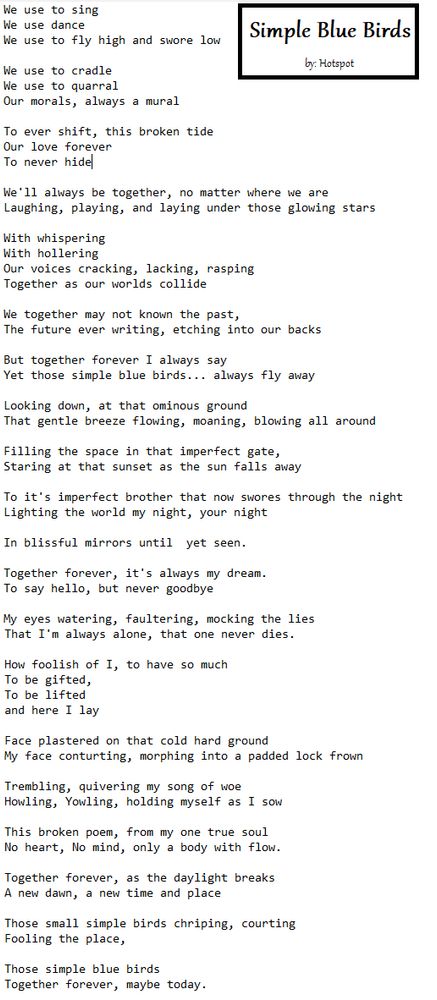 Simple Blue Birds
by: Hotspot
We use to sing
We use dance
We use to fly high and swore low
We use to cradle
We use to quarral
Our morals, always a mural
To ever shift, this broken tide
Our love forever
To never hide
We'll always be together, no matter where we are
Laughing, playing, and laying under those glowing stars
With whispering
With hollering
Our voices cracking, lacking, rasping
Together as our worlds collide
We together may not known the past,
The future ever writing, etching into our backs
But together forever I always say
Yet those simple blue birds... always fly away
Looking down, at that ominous ground
That gentle breeze flowing, moaning, blowing all around
Filling the space in that imperfect gate,
Staring at that sunset as the sun falls away
To it's imperfect brother that now swores through the night
Lighting the world my night, your night
In blissful mirrors until  yet seen.
Together forever, it's always my dream.
To say hello, but never goodbye
My eyes watering, faultering, mocking the lies
That I'm always alone, that one never dies.
How foolish of I, to have so much
To be gifted,
To be lifted
and here I lay
Face plastered on that cold hard ground
My face conturting, morphing into a padded lock frown
Trembling, quivering my song of woe
Howling, Yowling, holding myself as I sow
This broken poem, from my one true soul
No heart, No mind, only a body with flow.
Together forever, as the daylight breaks
A new dawn, a new time and place
Those small simple birds chriping, courting
Fooling the place,
Those simple blue birds
Together forever, maybe today.